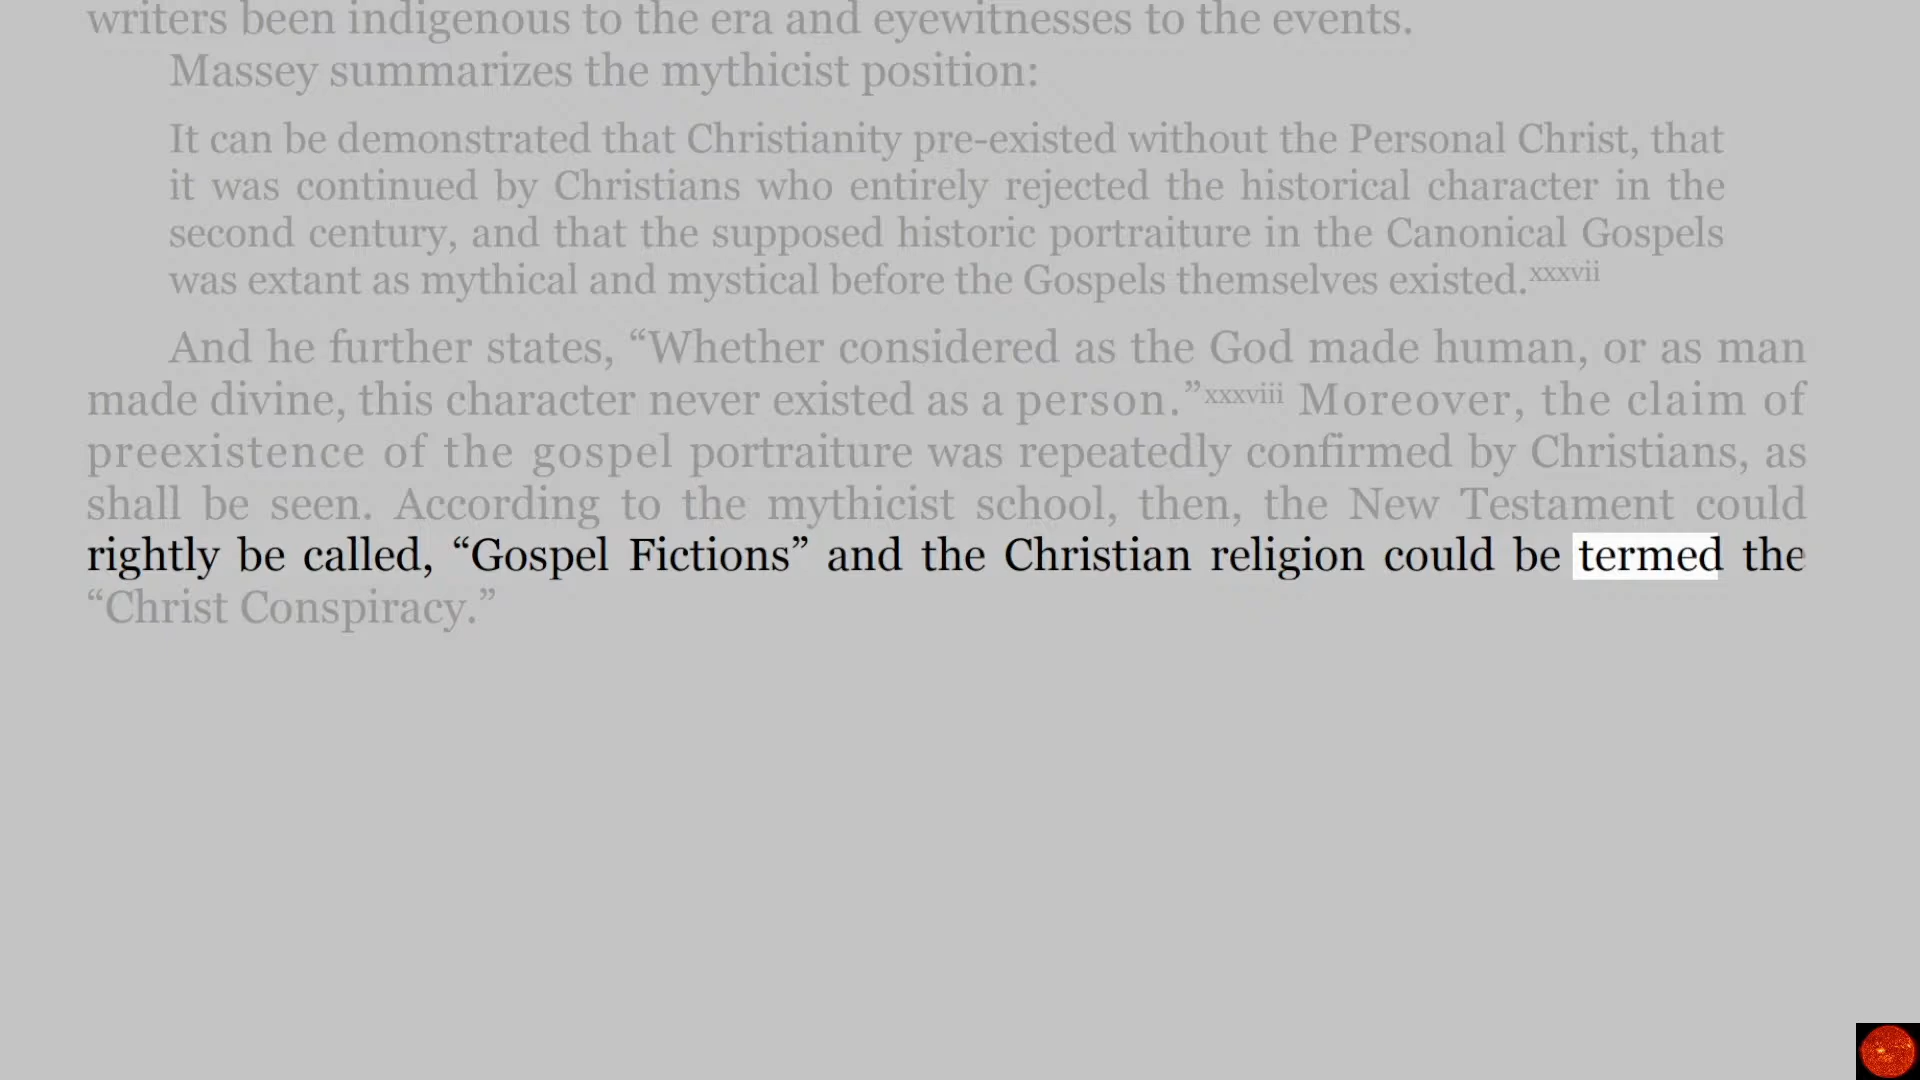 writers been indigenous to the era and eyewitnesses to the events.
Massey summarizes the mythicist position:
It can be demonstrated that Christianity pre-existed without the Personal Christ, that
it was continued by Christians who entirely rejected the historical character in the
second century, and that the supposed historic portraiture in the Canonical Gospels
was extant as mythical and mystical before the Gospels themselves existed.xxxvii
And he further states, “Whether considered as the God made human, or as man
made divine, this character never existed as a person.”xxxviii Moreover, the claim of
preexistence of the gospel portraiture was repeatedly confirmed by Christians, as
shall be seen. According to the mythicist school, then, the New Testament could
rightly be called, “Gospel Fictions” and the Christian religion could be termed the
“Christ Conspiracy.”